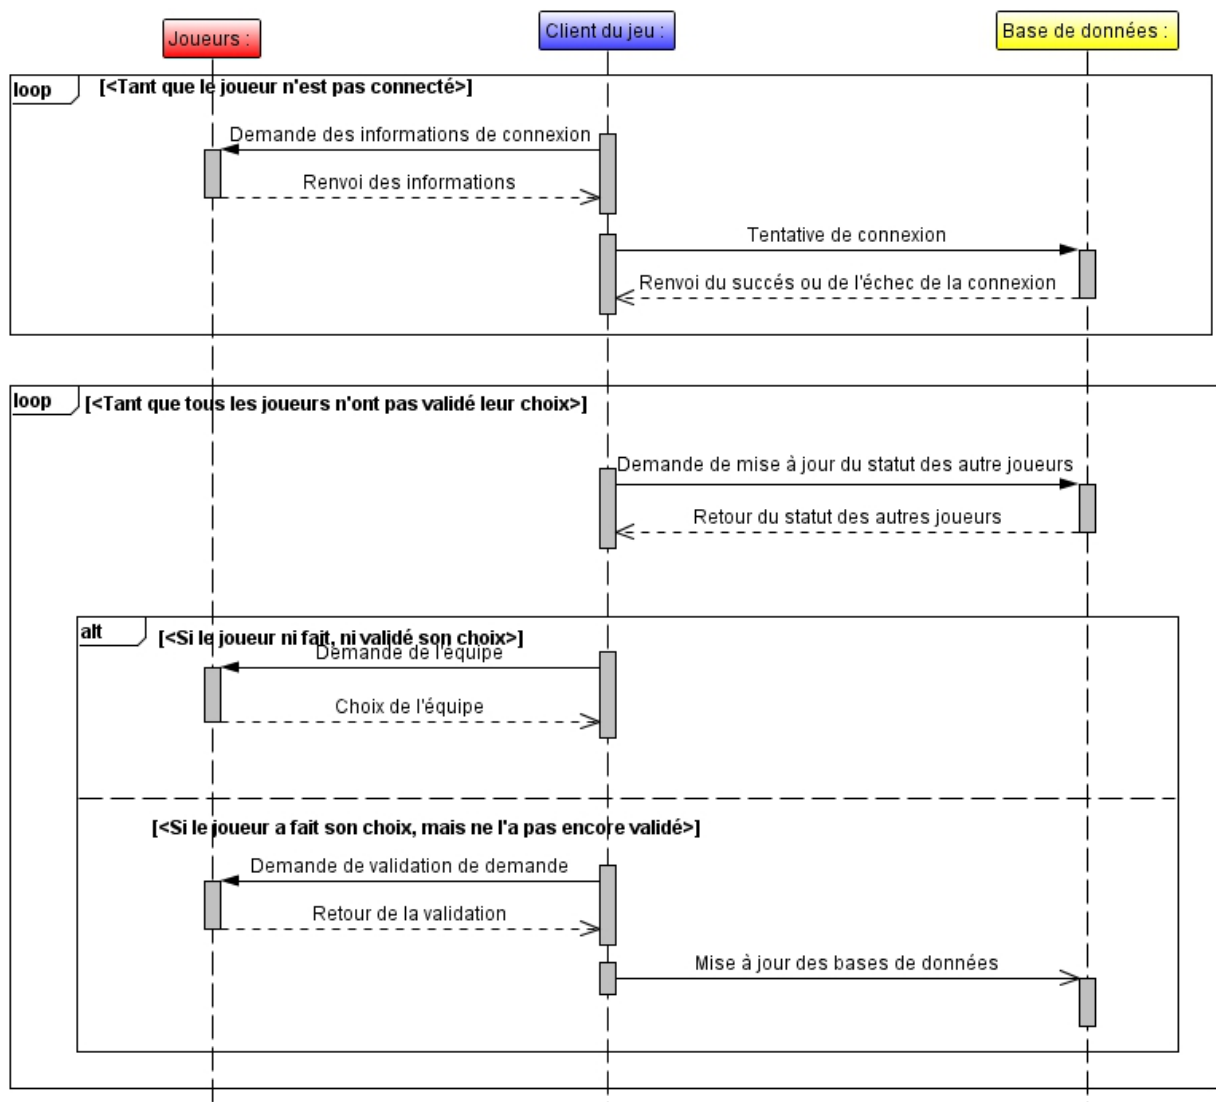 Joueurs :
Client du jeu :
Base de données :
loop
[<Tant que le joueur n'est pas connecté>]
Demande des informations de connexion
Renvoi des informations
Tentative de connexion
Renvoi du succés ou de l'échec de la connexion
loop
[<Tant que tous les joueurs n'ont pas validé leur choix>]
Demande de mise à jour du statut des autre joueurs
Retour du statut des autres joueurs
alt
[<Si le joueur ni fait, ni validé son choix>]
Demande de l'équipe
Choix de l'équipe
[<Si le joueur a fait son choix, mais ne l'a pas encore validé>]
Demande de validation de demande
Retour de la validation
Mise à jour des bases de données